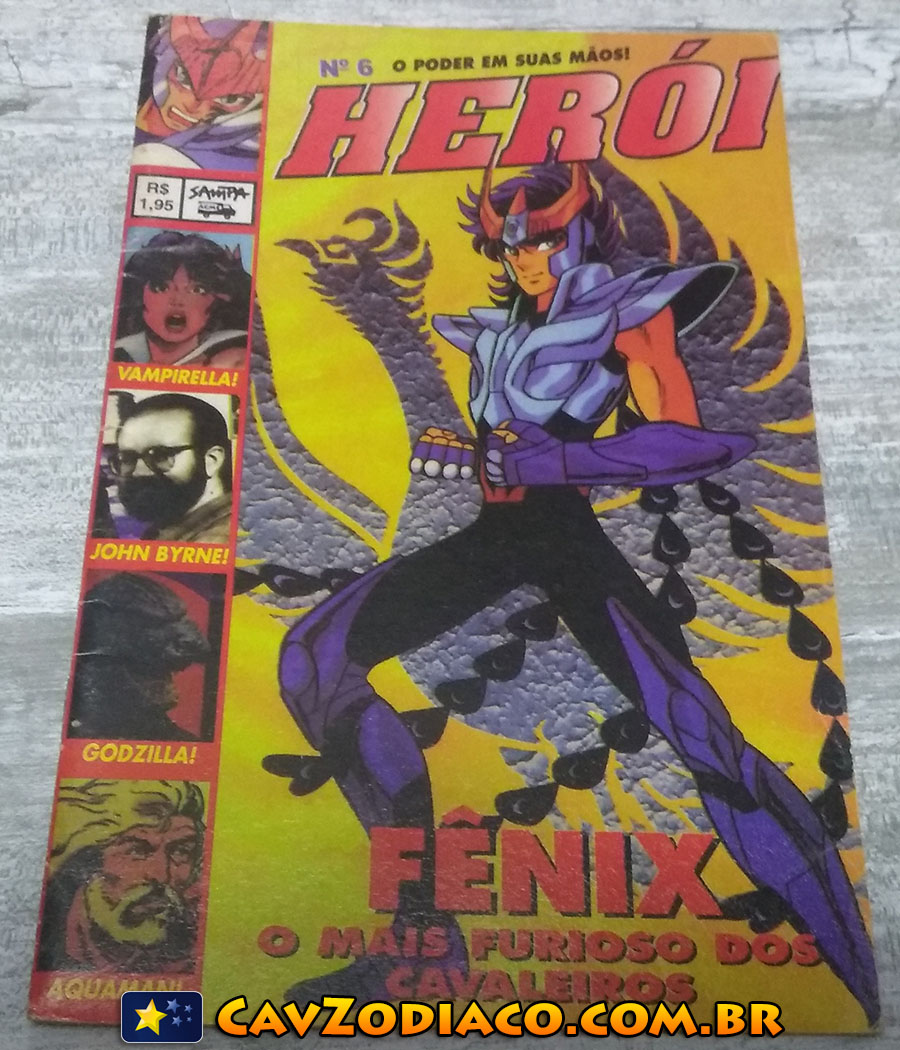 Nº 6 O PODER EM SUAS MÃOS!
HERÓI
R$
1,95
SAMPA
VAMPIRELLA!
JOHN BYRNE!
GODZILLA!
AQUAMAN!
FÊNIX
O MAIS FURIOSO DOS
CAVALEIROS
CAVZODIACO.COM.BR